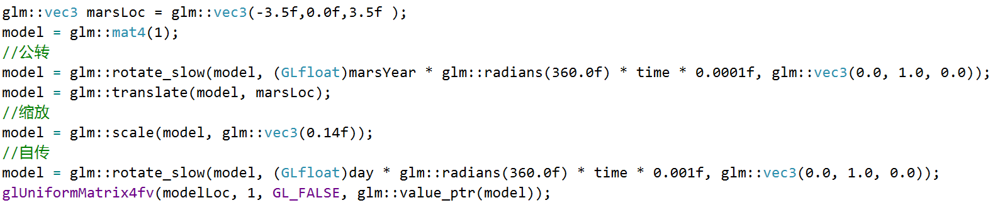 glm::vec3 marsLoc = glm::vec3(-3.5f,0.0f,3.5f );
model = glm::mat4(1);
//公转
model = glm::rotate_slow(model, (GLfloat)marsYear * glm::radians(360.0f) * time * 0.0001f, glm::vec3(0.0, 1.0, 0.0));
model = glm::translate(model, marsLoc);
//缩放
model = glm::scale(model, glm::vec3(0.14f));
//自传
model = glm::rotate_slow(model, (GLfloat)day * glm::radians(360.0f) * time * 0.001f, glm::vec3(0.0, 1.0, 0.0));
glUniformMatrix4fv(modelLoc, 1, GL_FALSE, glm::value_ptr(model));